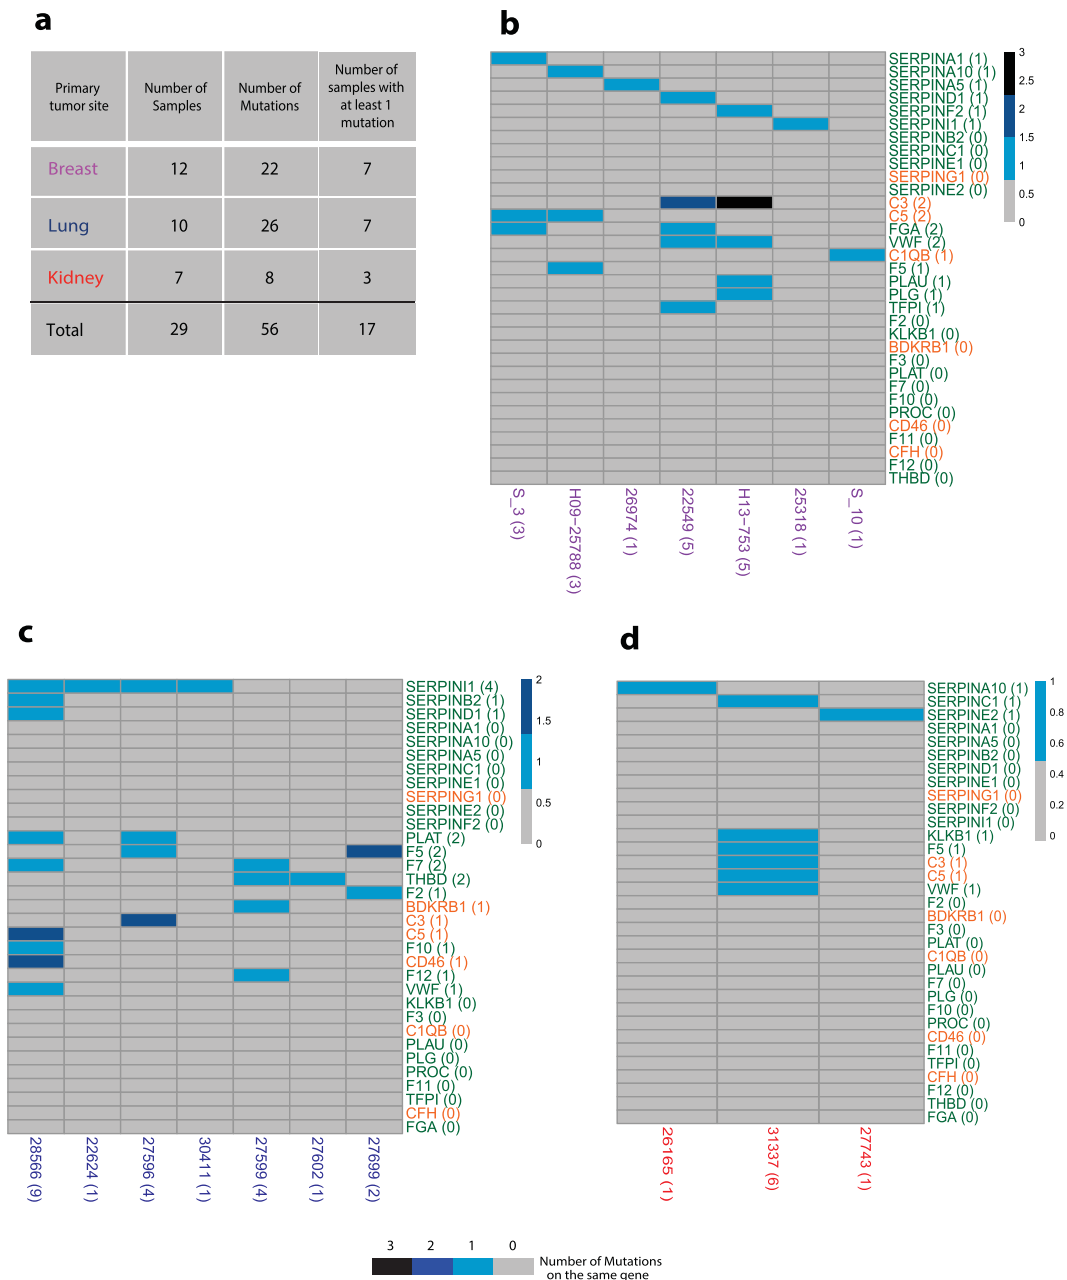 a
Primary tumor site
Number of Samples
Number of Mutations
Number of samples with at least 1 mutation
Breast 12 22 7
Lung 10 26 7
Kidney 7 8 3
Total 29 56 17
b
SERPINA1 (1)
SERPINA10 (1)
SERPINA5 (1)
SERPIND1 (1)
SERPINF2 (1)
SERPINI1 (1)
SERPINB2 (0)
SERPINC1 (0)
SERPINE1 (0)
SERPING1 (0)
SERPINE2 (0)
C3 (2)
C5 (2)
FGA (2)
VWF (2)
C1QB (1)
F5 (1)
PLAU (1)
PLG (1)
TFPI (1)
F2 (0)
KLKB1 (0)
BDKRB1 (0)
F3 (0)
PLAT (0)
F7 (0)
F10 (0)
PROC (0)
CD46 (0)
F11 (0)
CFH (0)
F12 (0)
THBD (0)
3
2.5
2
1.5
1
0.5
0
S_3 (3)
H09−25788 (3)
26974 (1)
22549 (5)
H13−753 (5)
25318 (1)
S_10 (1)
c
SERPINI1 (4)
SERPINB2 (1)
SERPIND1 (1)
SERPINA1 (0)
SERPINA10 (0)
SERPINA5 (0)
SERPINC1 (0)
SERPINE1 (0)
SERPING1 (0)
SERPINE2 (0)
SERPINF2 (0)
PLAT (2)
F5 (2)
F7 (2)
THBD (2)
F2 (1)
BDKRB1 (1)
C3 (1)
C5 (1)
F10 (1)
CD46 (1)
F12 (1)
VWF (1)
KLKB1 (0)
F3 (0)
C1QB (0)
PLAU (0)
PLG (0)
PROC (0)
F11 (0)
TFPI (0)
CFH (0)
FGA (0)
2
1.5
1
0.5
0
28566 (9)
22624 (1)
27596 (4)
30411 (1)
27599 (4)
27602 (1)
27699 (2)
d
SERPINA10 (1)
SERPINC1 (1)
SERPINE2 (1)
SERPINA1 (0)
SERPINA5 (0)
SERPINB2 (0)
SERPIND1 (0)
SERPINE1 (0)
SERPING1 (0)
SERPINF2 (0)
SERPINI1 (0)
KLKB1 (1)
F5 (1)
C3 (1)
C5 (1)
VWF (1)
F2 (0)
BDKRB1 (0)
F3 (0)
PLAT (0)
C1QB (0)
PLAU (0)
F7 (0)
PLG (0)
F10 (0)
PROC (0)
CD46 (0)
F11 (0)
TFPI (0)
CFH (0)
F12 (0)
THBD (0)
FGA (0)
1
0.8
0.6
0.4
0.2
0
26165 (1)
31337 (6)
27743 (1)
3 2 1 0
Number of Mutations
on the same gene